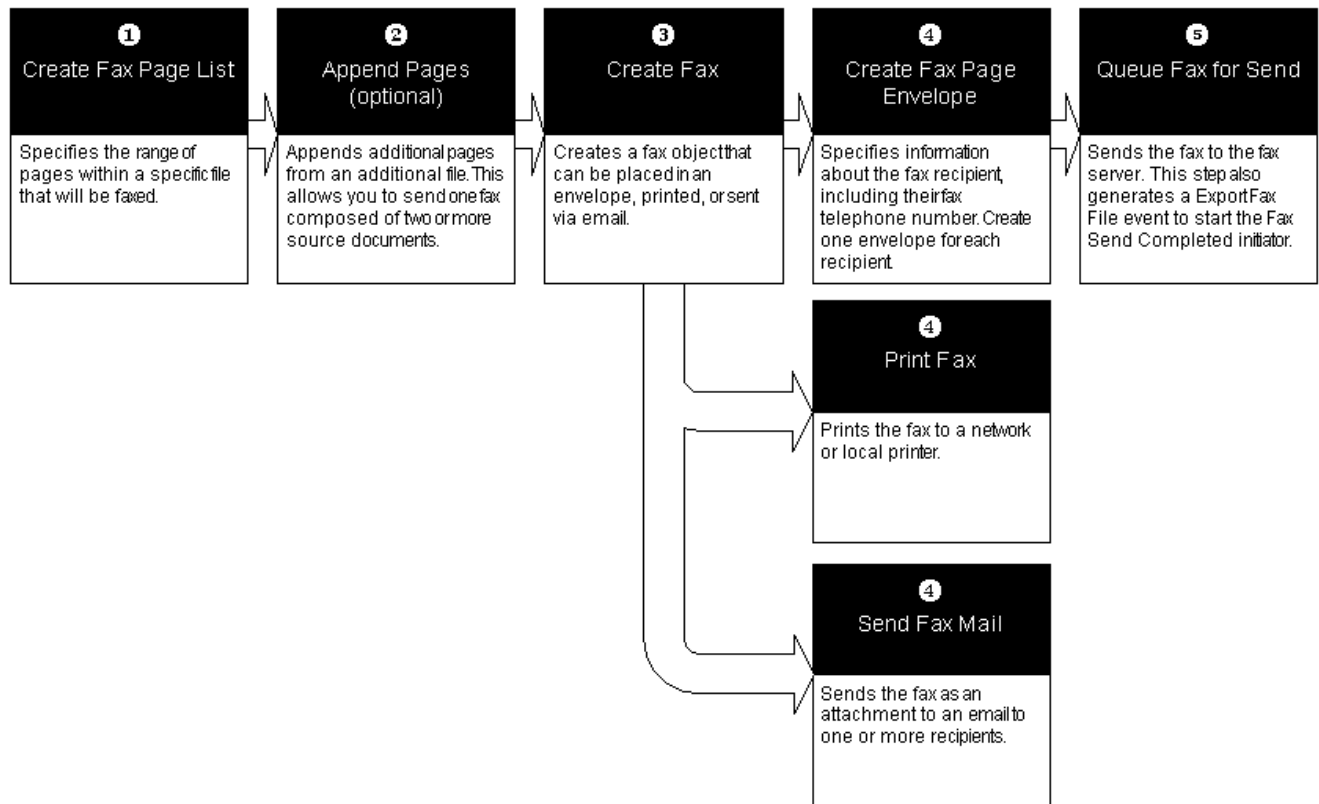 1
Create Fax Page List
Specifies the range of
pages within a specific file
that will be faxed.
2
Append Pages
(optional)
Appends additional pages
from an additional file. This
allows you to send one fax
composed of two or more
source documents.
3
Create Fax
Creates a fax object that
can be placed in an
envelope, printed, or sent
via email.
4
Create Fax Page
Envelope
Specifies information
about the fax recipient,
including their fax
telephone number. Create
one envelope for each
recipient.
5
Queue Fax for Send
Sends the fax to the fax
server. This step also
generates a ExportFax
File event to start the Fax
Send Completed initiator.
4
Print Fax
Prints the fax to a network
or local printer.
4
Send Fax Mail
Sends the fax as an
attachment to an email to
one or more recipients.